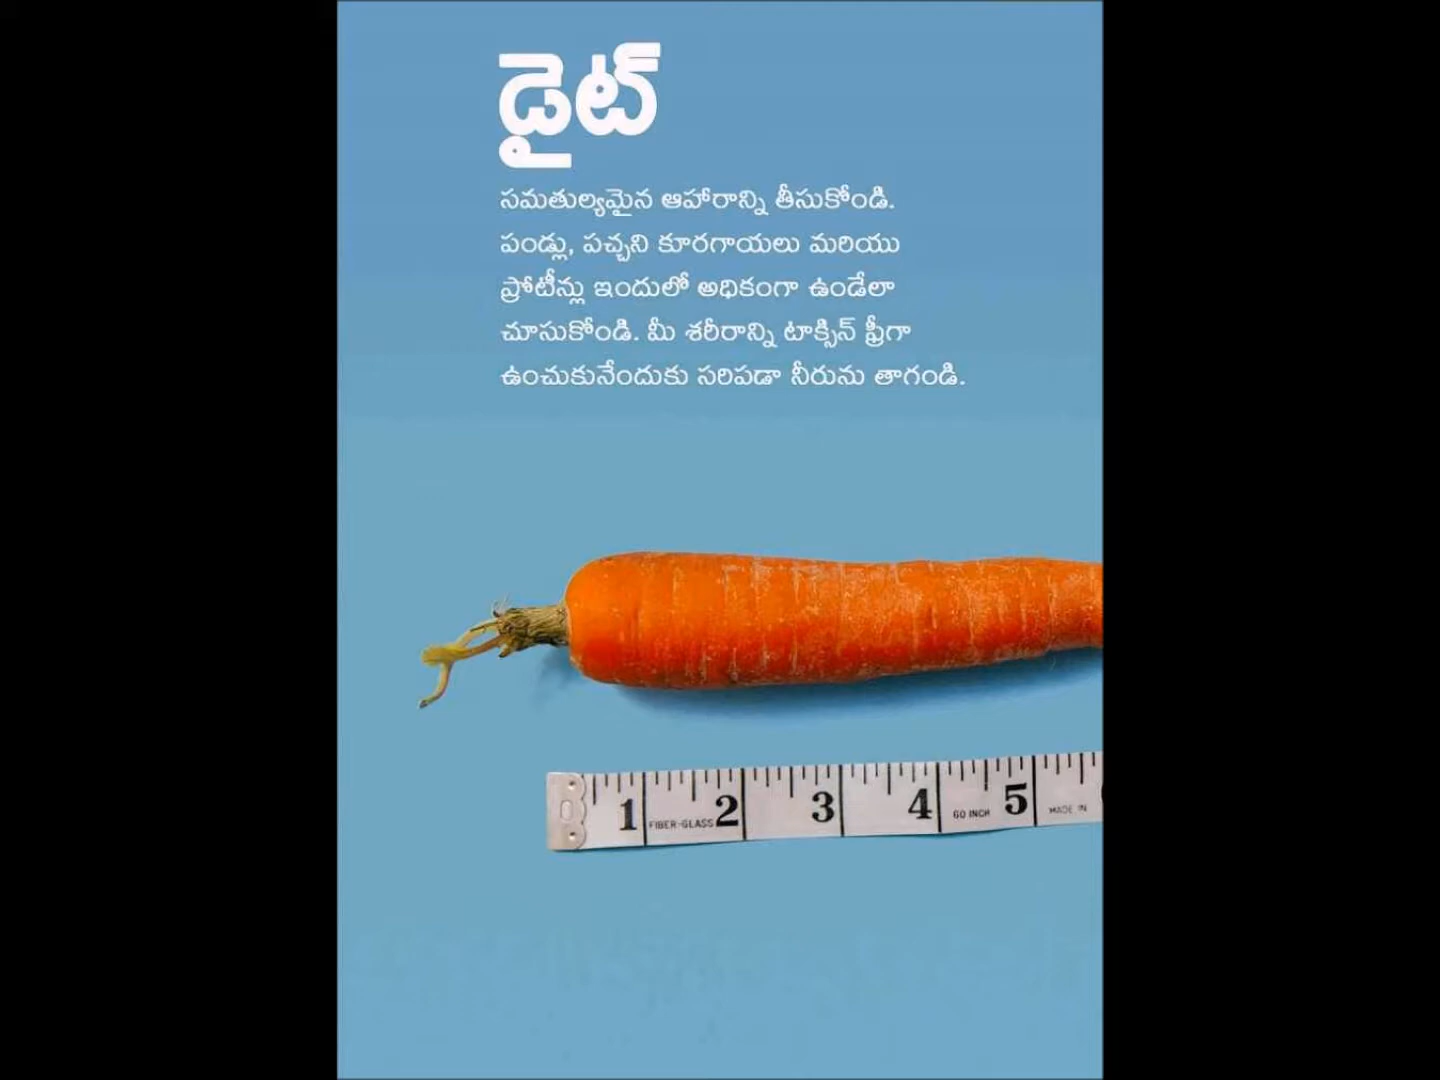 డైట్
సమతుల్యమైన ఆహారాన్ని తీసుకోండి.
పండ్లు, పచ్చని కూరగాయలు మరియు
ప్రోటీన్లు ఇందులో అధికంగా ఉండేలా
చూసుకోండి. మీ శరీరాన్ని టాక్సిన్ ఫ్రీగా
ఉంచుకునేందుకు సరిపడా నీరును తాగండి.
1 FIBER-GLASS 2 3 4 60 INCH 5 MADE IN